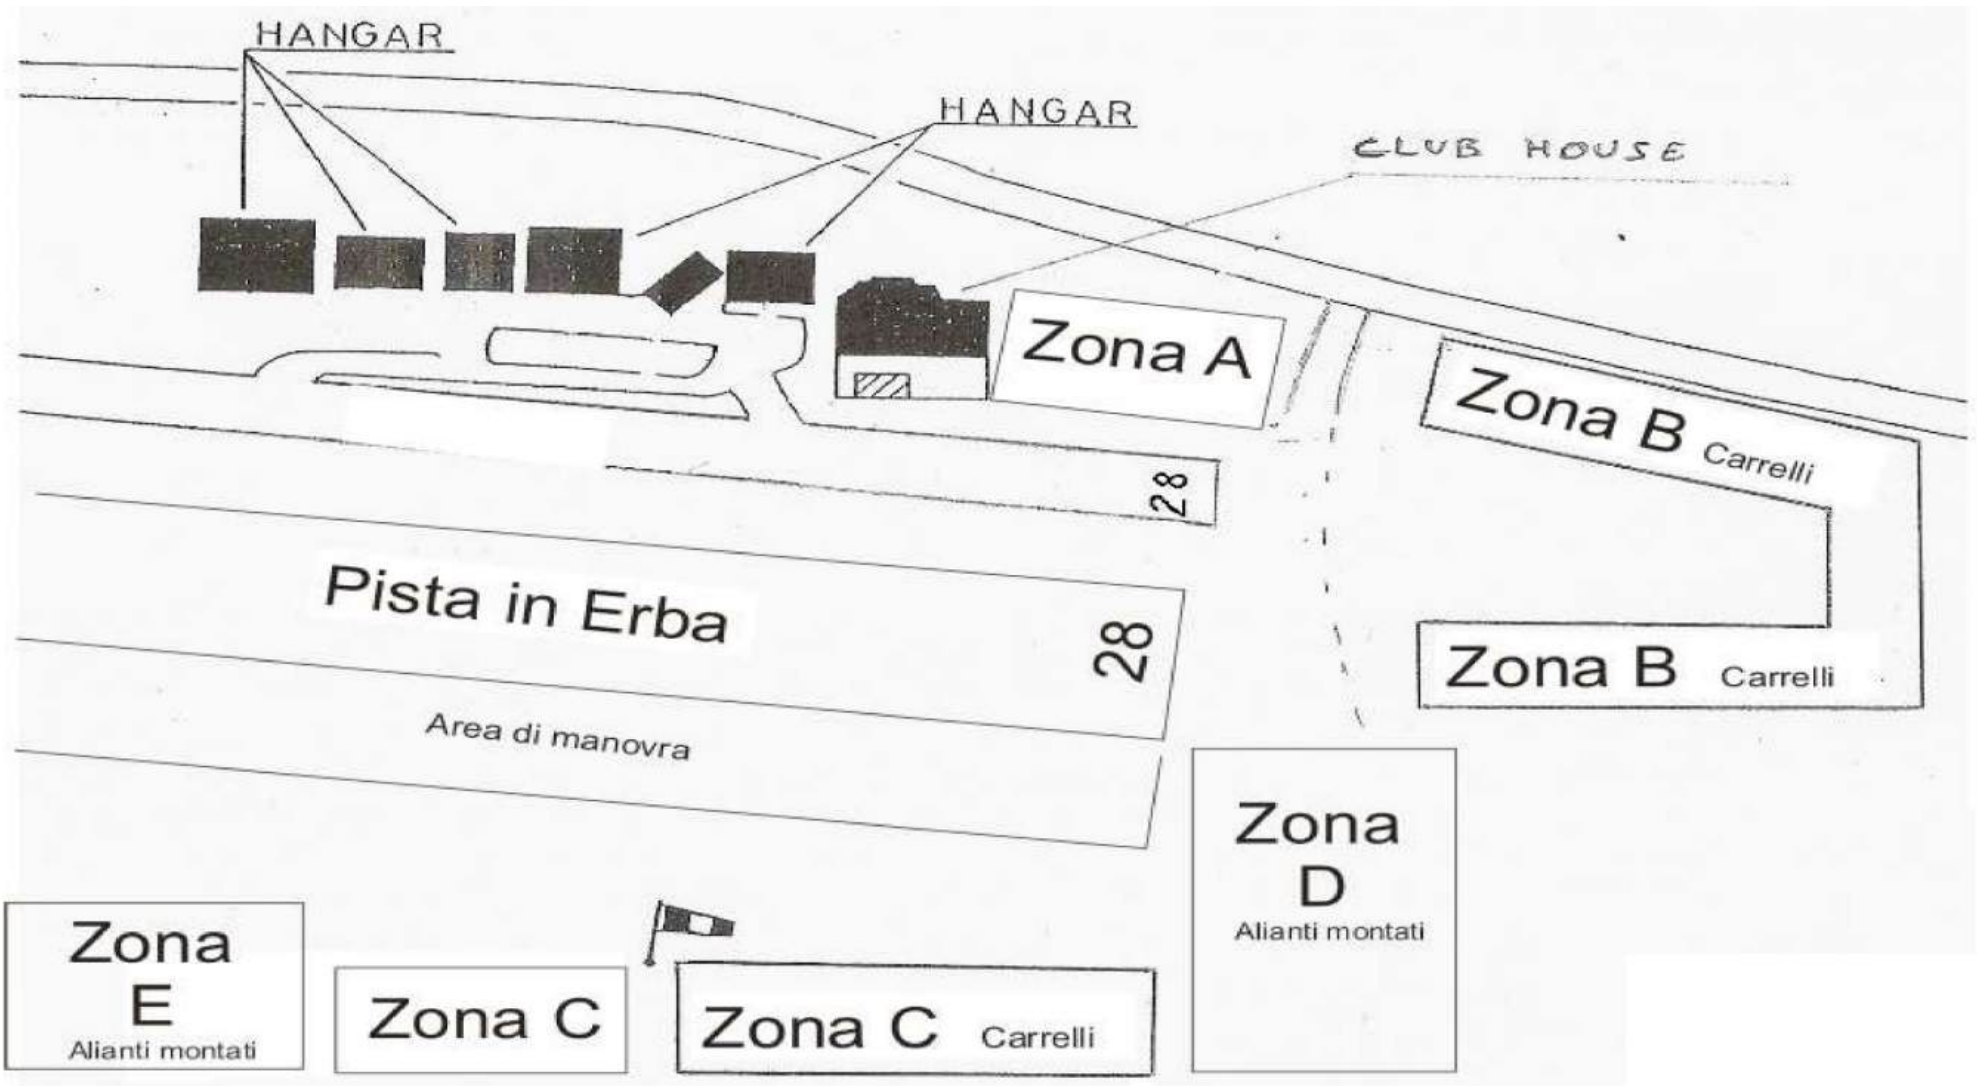 HANGAR
HANGAR
CLUB HOUSE
Zona A
Zona B Carrelli
28
Pista in Erba
28
Zona B Carrelli
Area di manovra
Zona
D
Alianti montati
Zona
E
Alianti montati
Zona C
Zona C Carrelli